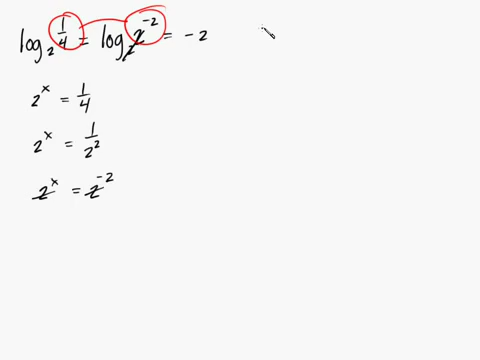 log₂ 1/4 = log₂ 2⁻² = -2
2ˣ = 1/4
2ˣ = 1/2²
2ˣ = 2⁻²